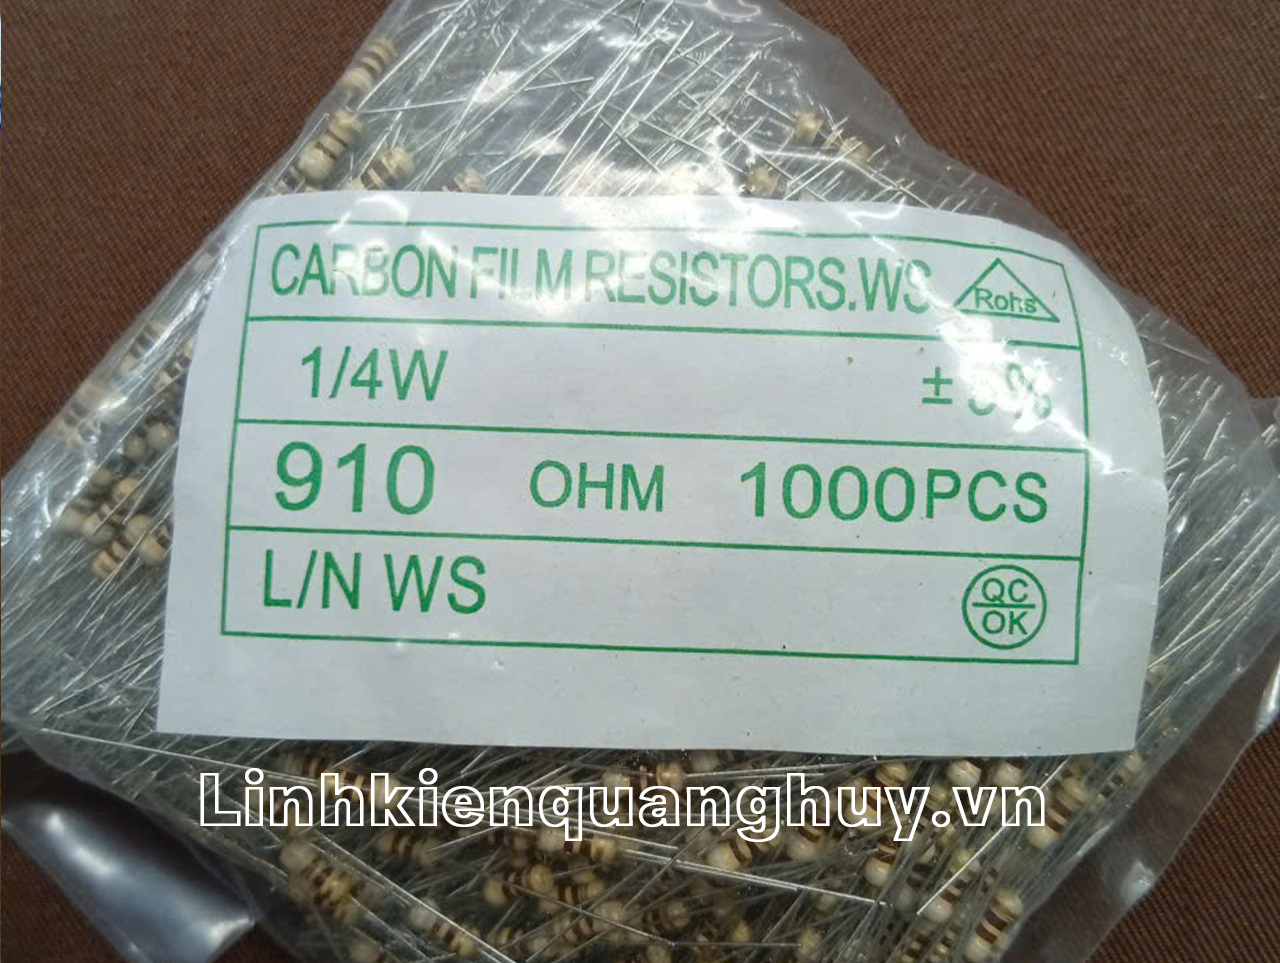 CARBON FILM RESISTORS.WS
Rohs
1/4W ± 5%
910 OHM 1000PCS
L/N WS
QC
OK
Linhkienquanghuy.vn